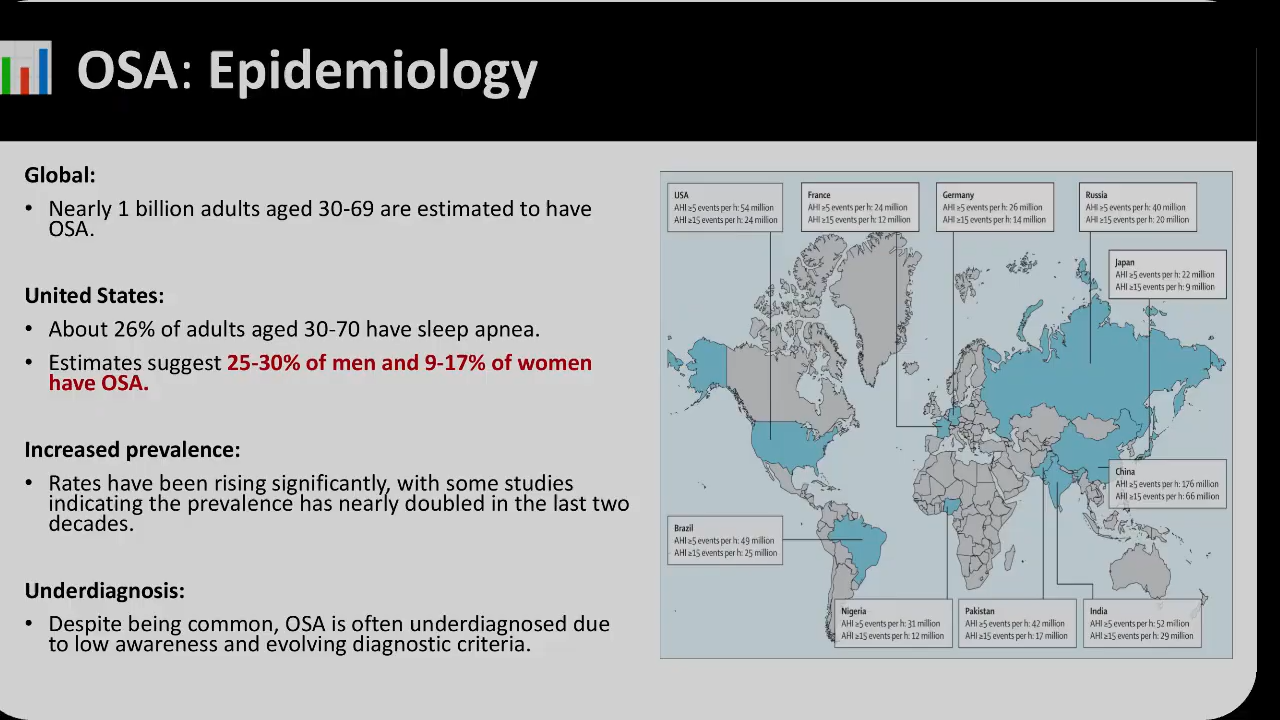 OSA: Epidemiology
Global:
• Nearly 1 billion adults aged 30-69 are estimated to have
OSA.
United States:
• About 26% of adults aged 30-70 have sleep apnea.
• Estimates suggest 25-30% of men and 9-17% of women
have OSA.
Increased prevalence:
• Rates have been rising significantly, with some studies
indicating the prevalence has nearly doubled in the last two
decades.
Underdiagnosis:
• Despite being common, OSA is often underdiagnosed due
to low awareness and evolving diagnostic criteria.
USA
AHI ≥5 events per h: 54 million
AHI ≥15 events per h: 24 million
France
AHI ≥5 events per h: 24 million
AHI ≥15 events per h: 12 million
Germany
AHI ≥5 events per h: 26 million
AHI ≥15 events per h: 14 million
Russia
AHI ≥5 events per h: 40 million
AHI ≥15 events per h: 20 million
Japan
AHI ≥5 events per h: 22 million
AHI ≥15 events per h: 9 million
China
AHI ≥5 events per h: 176 million
AHI ≥15 events per h: 66 million
Brazil
AHI ≥5 events per h: 49 million
AHI ≥15 events per h: 25 million
Nigeria
AHI ≥5 events per h: 31 million
AHI ≥15 events per h: 12 million
Pakistan
AHI ≥5 events per h: 42 million
AHI ≥15 events per h: 17 million
India
AHI ≥5 events per h: 52 million
AHI ≥15 events per h: 29 million